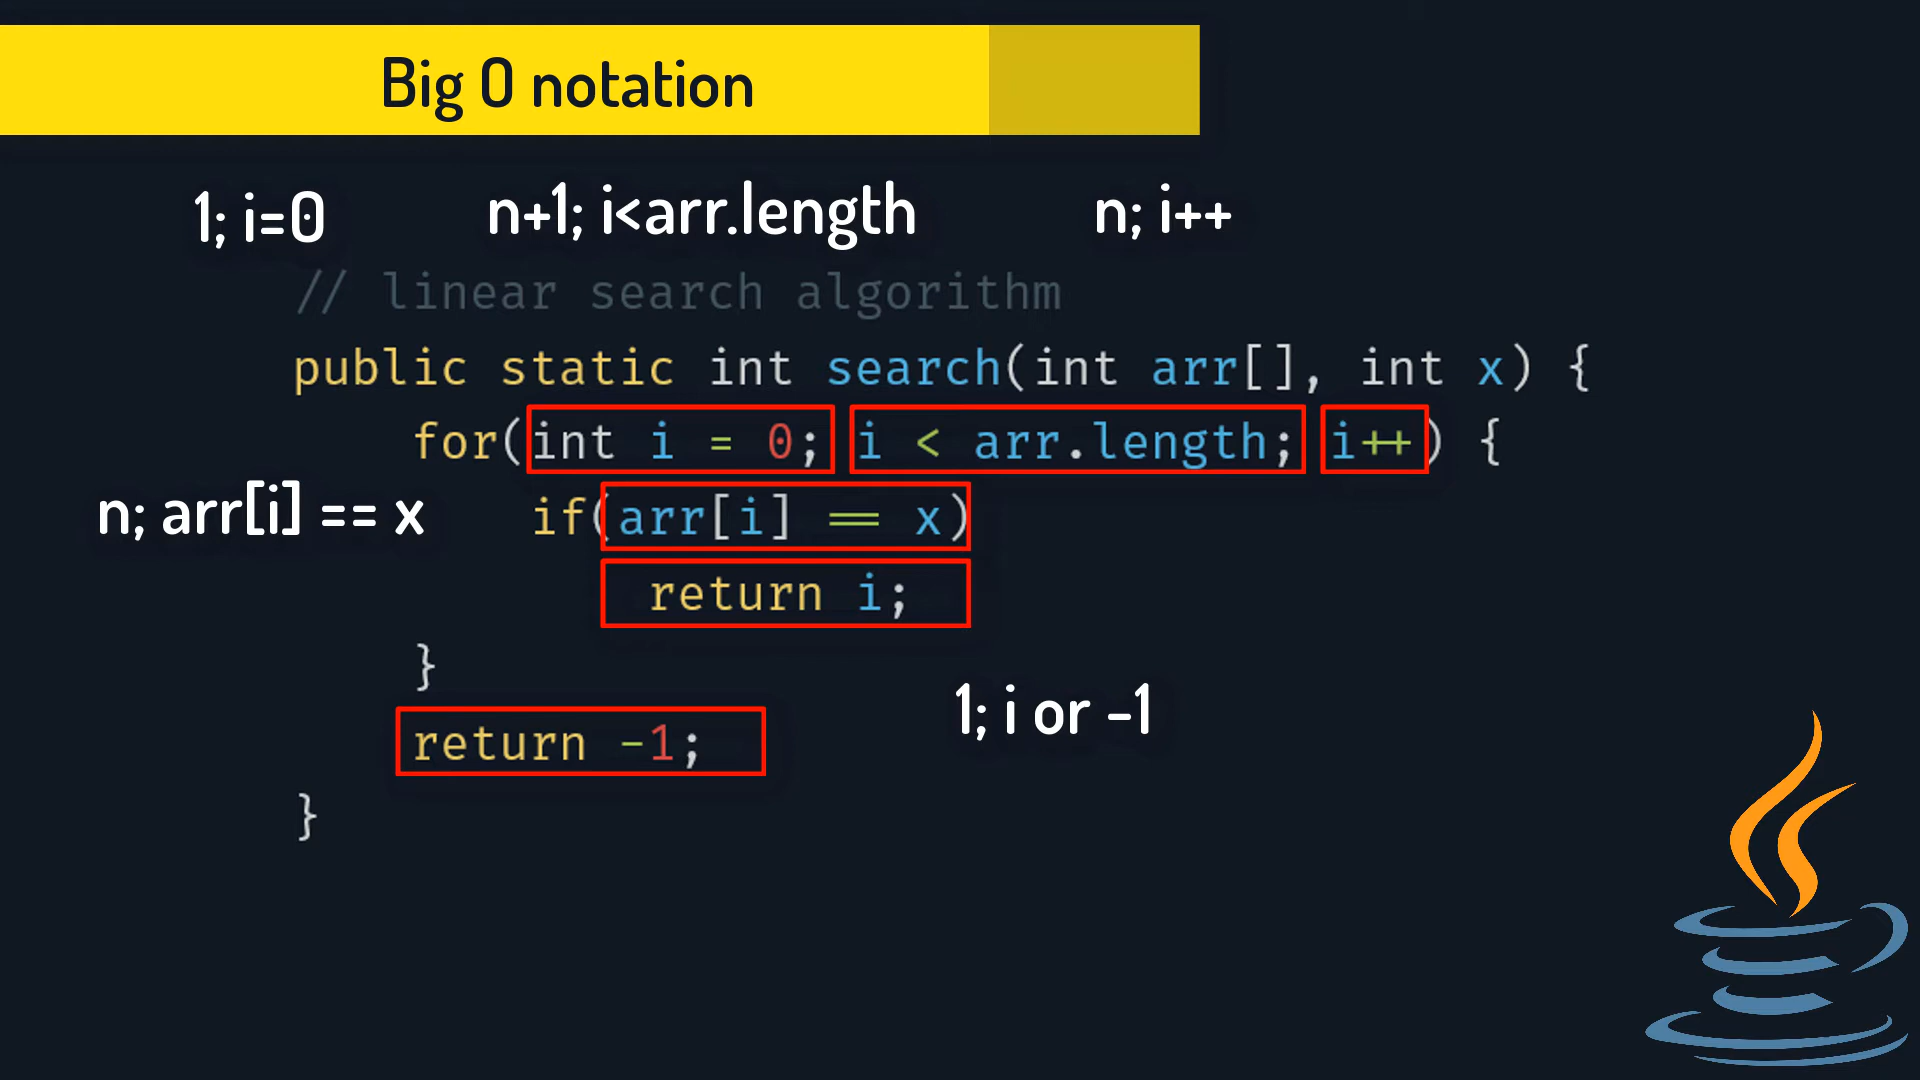 Big O notation
1; i=0
n+1; i<arr.length
n; i++
// linear search algorithm
public static int search(int arr[], int x) {
for(int i = 0; i < arr.length; i++) {
n; arr[i] == x
if(arr[i] == x)
return i;
}
1; i or -1
return -1;
}